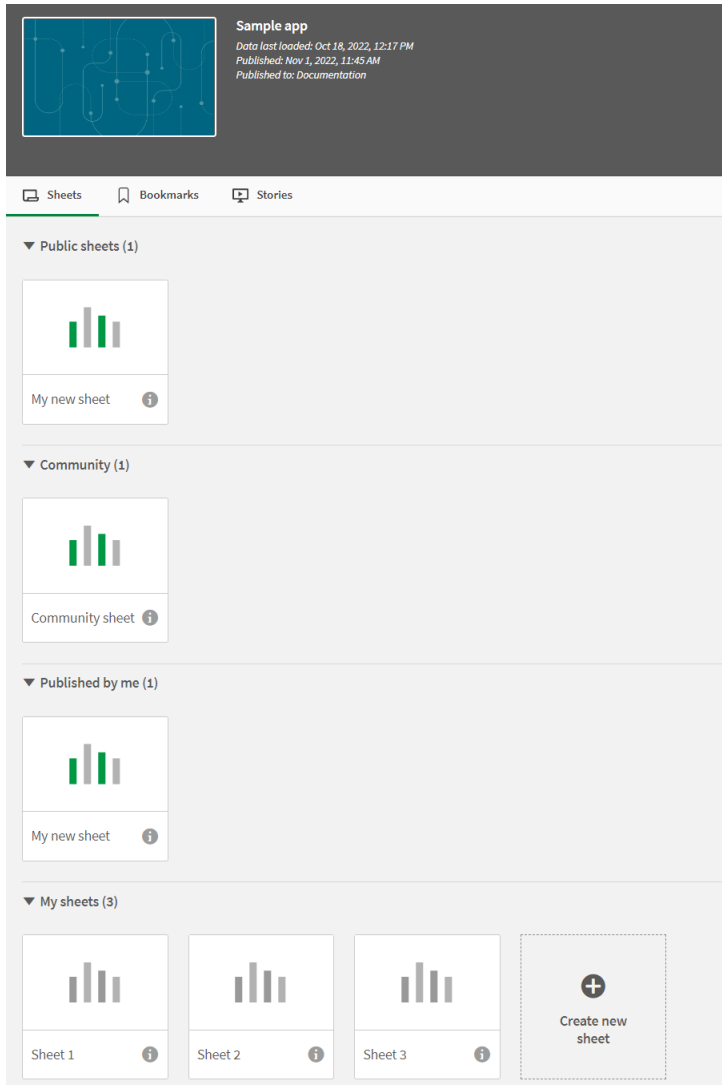 Sample app
Data last loaded: Oct 18, 2022, 12:17 PM
Published: Nov 1, 2022, 11:45 AM
Published to: Documentation
Sheets Bookmarks Stories
Public sheets (1)
My new sheet
Community (1)
Community sheet
Published by me (1)
My new sheet
My sheets (3)
Create new
sheet
Sheet 1 Sheet 2 Sheet 3